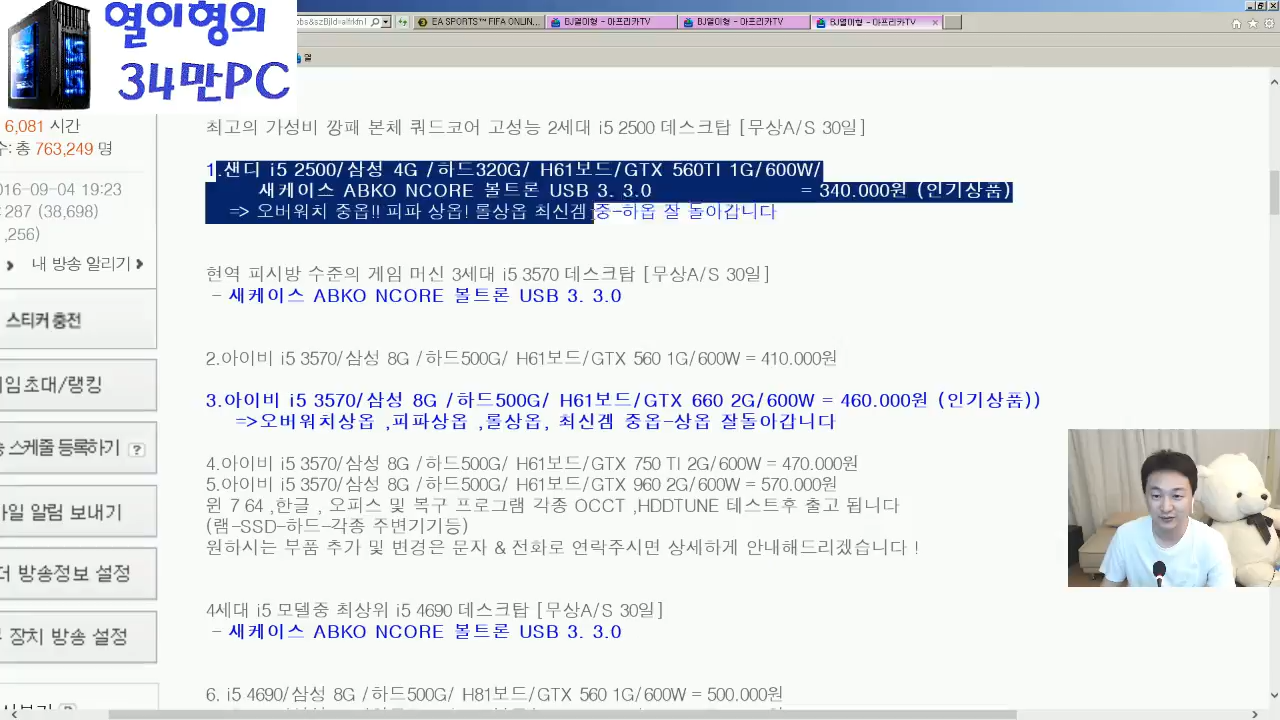 열이형의
34만PC
obs&szBjId=alfrkfnl
EA SPORTS™ FIFA ONLIN...
BJ열이형 - 아프리카TV
BJ열이형 - 아프리카TV
BJ열이형 - 아프리카TV
6,081 시간
수: 총 763,249 명
016-09-04 19:23
287 (38,698)
,256)
내 방송 알리기
스티커 충전
임초대/랭킹
스케줄 등록하기 ?
알림 보내기
방송정보 설정
장치 방송 설정
최고의 가성비 깡패 본체 쿼드코어 고성능 2세대 i5 2500 데스크탑 [무상A/S 30일]
1.샌디 i5 2500/삼성 4G /하드320G/ H61보드/GTX 560TI 1G/600W/
새케이스 ABKO NCORE 볼트론 USB 3. 3.0 = 340.000원 (인기상품)
=> 오버워치 중옵!! 피파 상옵! 롤상옵 최신겜 중-하옵 잘 돌아갑니다
현역 피시방 수준의 게임 머신 3세대 i5 3570 데스크탑 [무상A/S 30일]
- 새케이스 ABKO NCORE 볼트론 USB 3. 3.0
2.아이비 i5 3570/삼성 8G /하드500G/ H61보드/GTX 560 1G/600W = 410.000원
3.아이비 i5 3570/삼성 8G /하드500G/ H61보드/GTX 660 2G/600W = 460.000원 (인기상품))
=>오버워치상옵 ,피파상옵 ,롤상옵, 최신겜 중옵-상옵 잘돌아갑니다
4.아이비 i5 3570/삼성 8G /하드500G/ H61보드/GTX 750 TI 2G/600W = 470.000원
5.아이비 i5 3570/삼성 8G /하드500G/ H61보드/GTX 960 2G/600W = 570.000원
윈 7 64 ,한글 , 오피스 및 복구 프로그램 각종 OCCT ,HDDTUNE 테스트후 출고 됩니다
(램-SSD-하드-각종 주변기기등)
원하시는 부품 추가 및 변경은 문자 & 전화로 연락주시면 상세하게 안내해드리겠습니다 !
4세대 i5 모델중 최상위 i5 4690 데스크탑 [무상A/S 30일]
- 새케이스 ABKO NCORE 볼트론 USB 3. 3.0
6. i5 4690/삼성 8G /하드500G/ H81보드/GTX 560 1G/600W = 500.000원